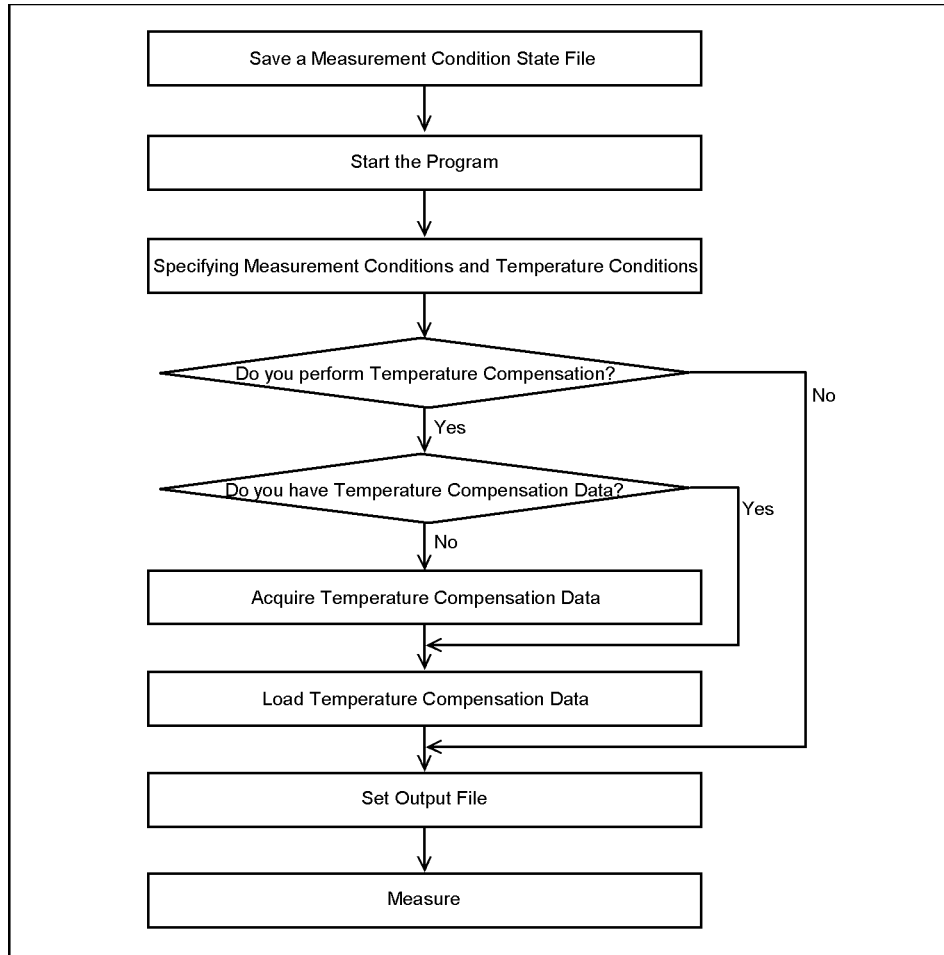 Save a Measurement Condition State File
Start the Program
Specifying Measurement Conditions and Temperature Conditions
Do you perform Temperature Compensation?
No
Yes
Do you have Temperature Compensation Data?
Yes
No
Acquire Temperature Compensation Data
Load Temperature Compensation Data
Set Output File
Measure